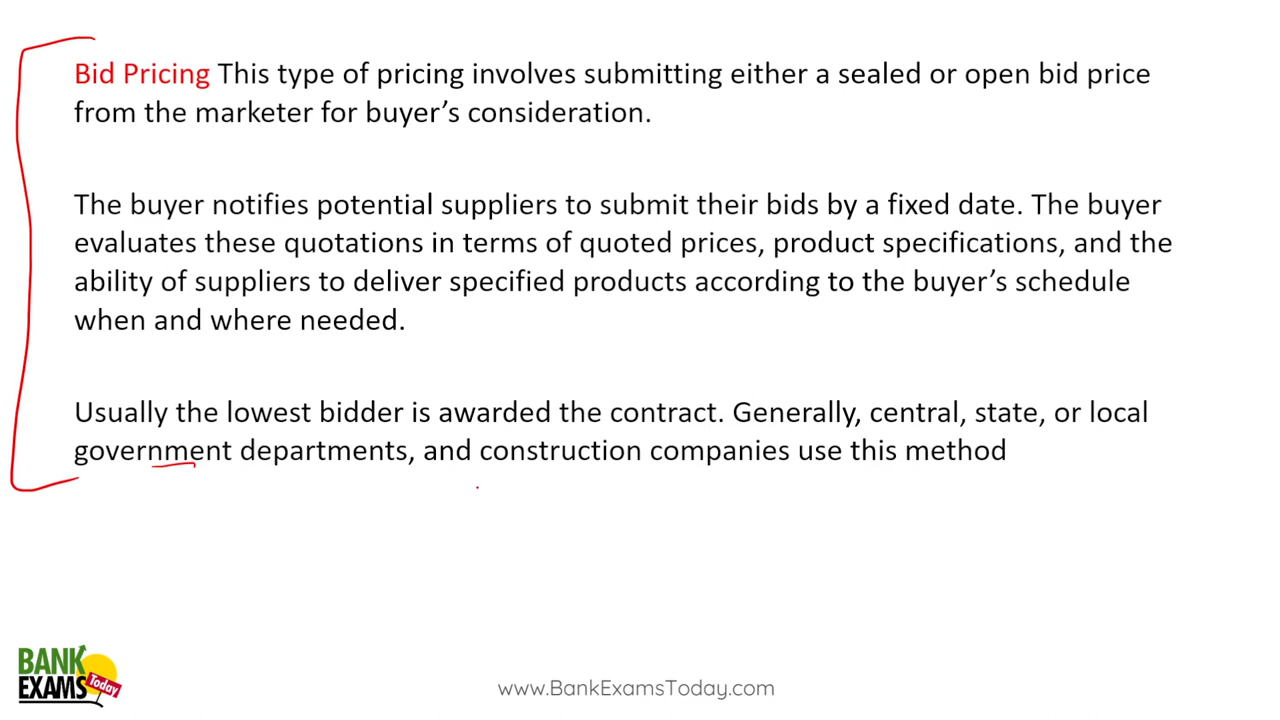 Bid Pricing This type of pricing involves submitting either a sealed or open bid price
from the marketer for buyer’s consideration.
The buyer notifies potential suppliers to submit their bids by a fixed date. The buyer
evaluates these quotations in terms of quoted prices, product specifications, and the
ability of suppliers to deliver specified products according to the buyer’s schedule
when and where needed.
Usually the lowest bidder is awarded the contract. Generally, central, state, or local
government departments, and construction companies use this method
BANK
EXAMS
Today
www.BankExamsToday.com